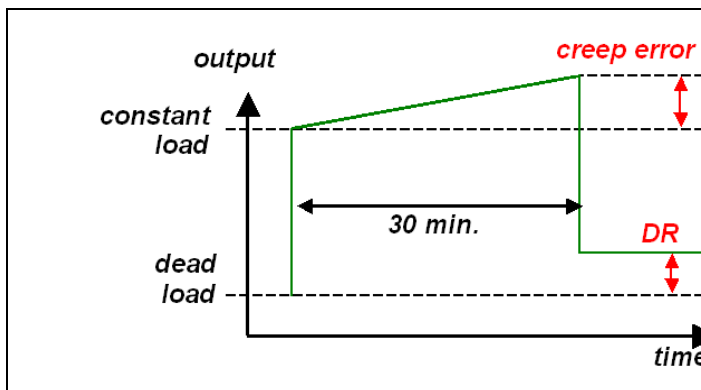 creep error
output
constant
load
30 min.
DR
dead
load
time